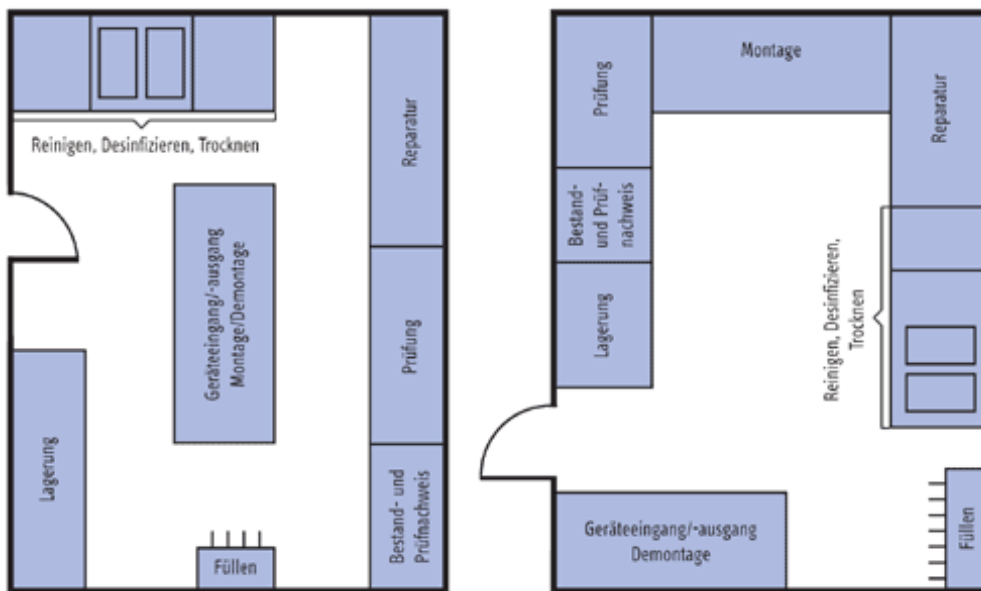 Reinigen, Desinfizieren, Trocknen
Reparatur
Geräteeingang/-ausgang
Montage/Demontage
Prüfung
Lagerung
Bestand- und
Prüfnachweis
Füllen
Prüfung
Montage
Reparatur
Bestand-
und Prüf-
nachweis
Lagerung
Reinigen, Desinfizieren,
Trocknen
Geräteeingang/-ausgang
Demontage
Füllen